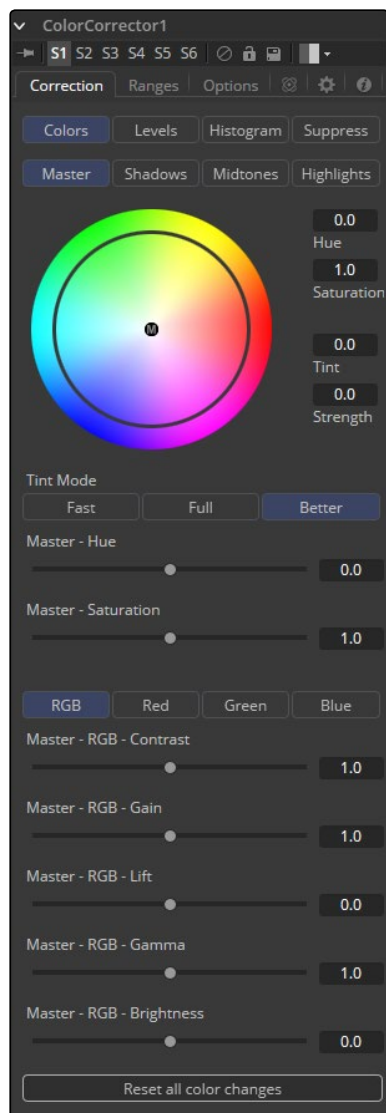 ColorCorrector1
S1 S2 S3 S4 S5 S6
Correction Ranges Options
Colors Levels Histogram Suppress
Master Shadows Midtones Highlights
0.0
Hue
1.0
Saturation
M
0.0
Tint
0.0
Strength
Tint Mode
Fast Full Better
Master - Hue
0.0
Master - Saturation
1.0
RGB Red Green Blue
Master - RGB - Contrast
1.0
Master - RGB - Gain
1.0
Master - RGB - Lift
0.0
Master - RGB - Gamma
1.0
Master - RGB - Brightness
0.0
Reset all color changes